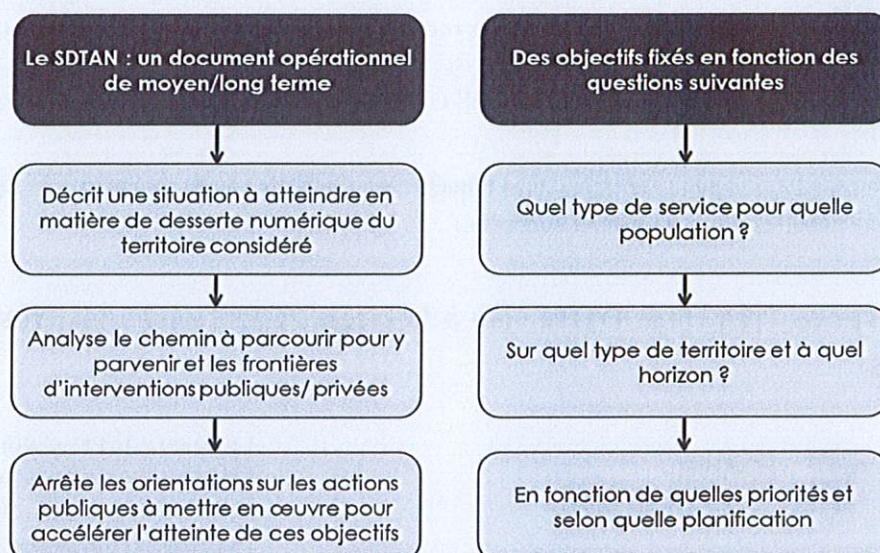 Le SDTAN : un document opérationnel
de moyen/long terme
Décrit une situation à atteindre en
matière de desserte numérique du
territoire considéré
Analyse le chemin à parcourir pour y
parvenir et les frontières
d'interventions publiques/ privées
Arrête les orientations sur les actions
publiques à mettre en œuvre pour
accélérer l'atteinte de ces objectifs
Des objectifs fixés en fonction des
questions suivantes
Quel type de service pour quelle
population ?
Sur quel type de territoire et à quel
horizon ?
En fonction de quelles priorités et
selon quelle planification